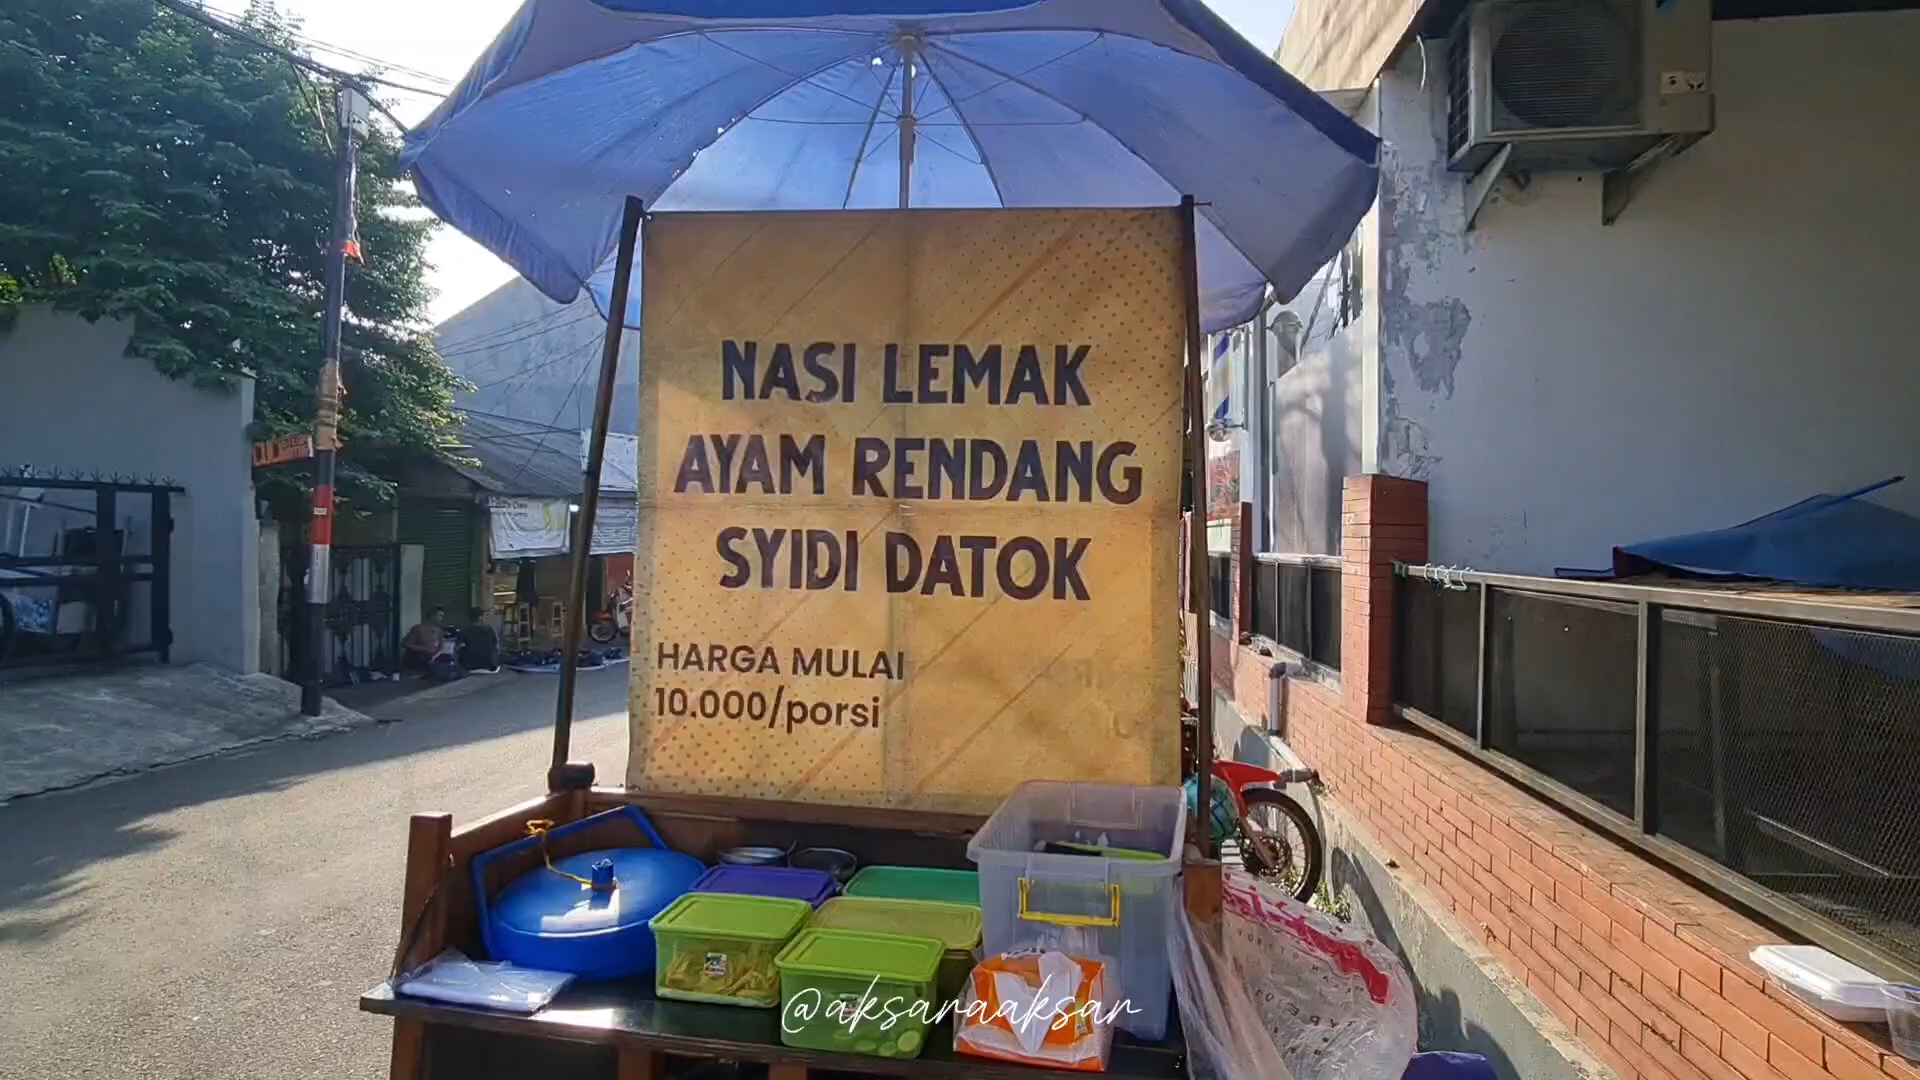 NASI LEMAK
AYAM RENDANG
SYIDI DATOK
HARGA MULAI
10.000/porsi
@aksaraaksar